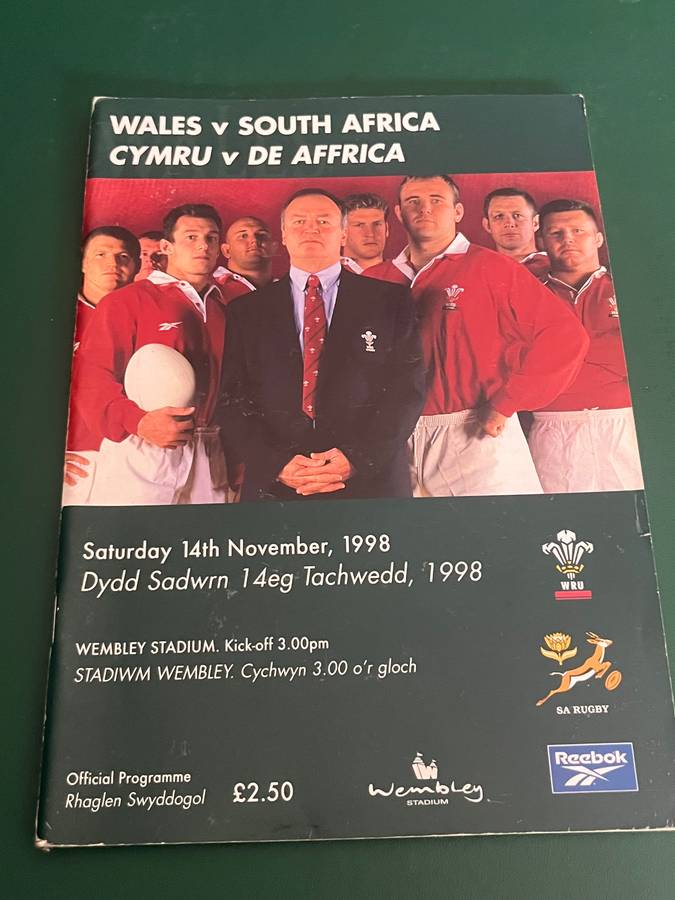 WALES v SOUTH AFRICA
CYMRU v DE AFFRICA
Saturday 14th November, 1998
Dydd Sadwrn 14eg Tachwedd, 1998
WRU
WEMBLEY STADIUM. Kick-off 3.00pm
STADIWM WEMBLEY. Cychwyn 3.00 o'r gloch
SA RUGBY
Official Programme
Rhaglen Swyddogol
£2.50
Wembley
STADIUM
Reebok